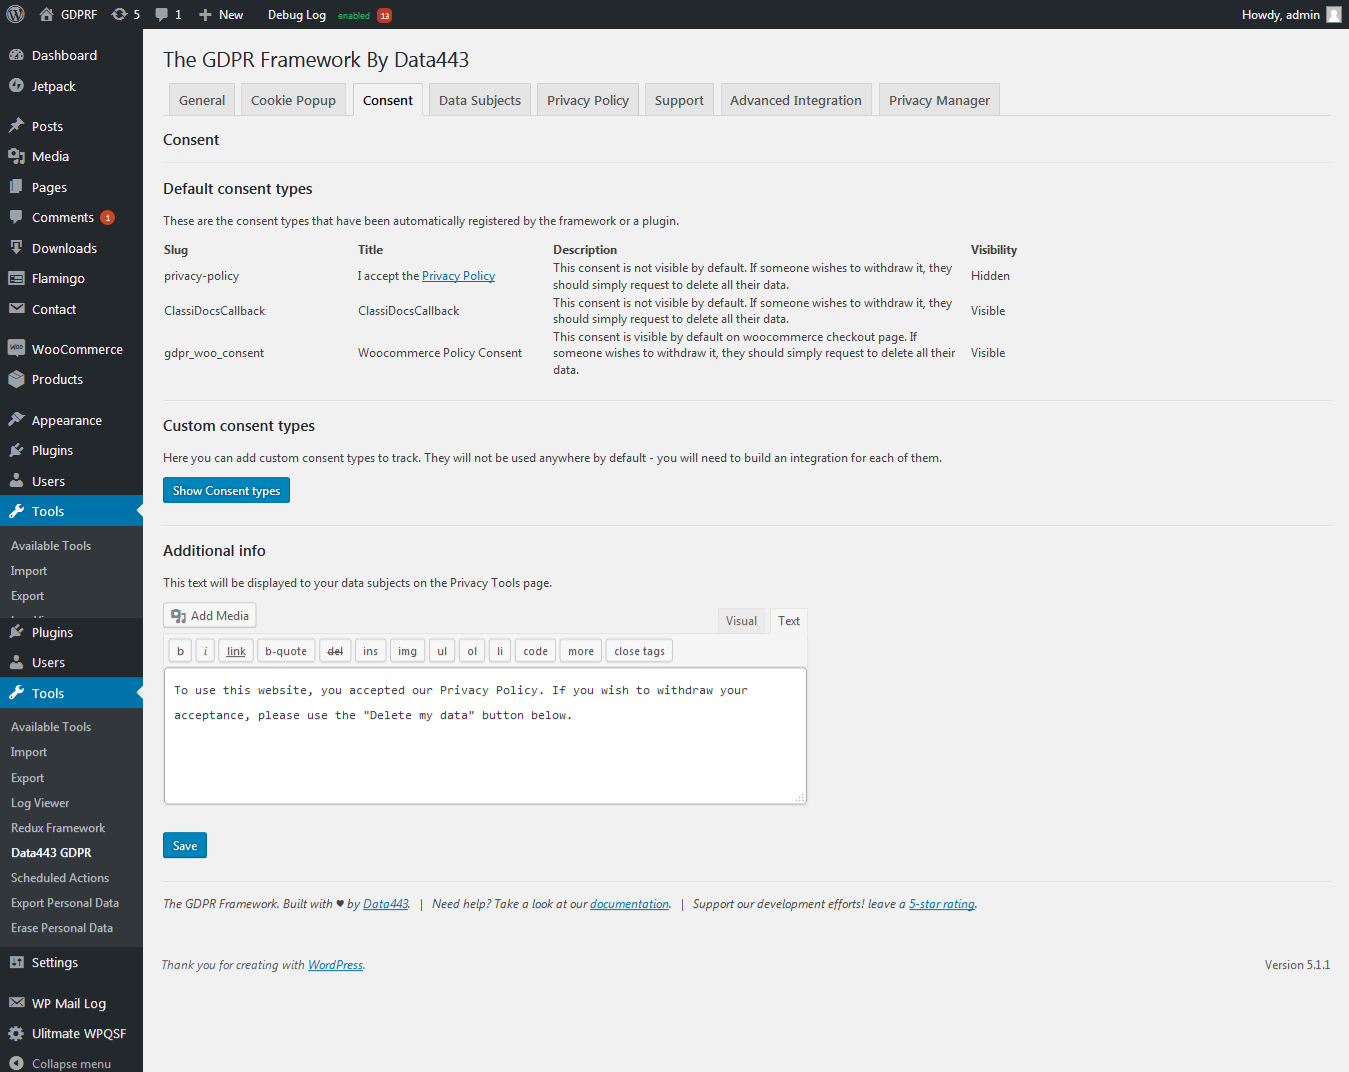 GDPRF 5 1 New Debug Log enabled 13 Howdy, admin
Dashboard
Jetpack
Posts
Media
Pages
Comments 1
Downloads
Flamingo
Contact
WooCommerce
Products
Appearance
Plugins
Users
Tools
Available Tools
Import
Export
Plugins
Users
Tools
Available Tools
Import
Export
Log Viewer
Redux Framework
Data443 GDPR
Scheduled Actions
Export Personal Data
Erase Personal Data
Settings
WP Mail Log
Ulitmate WPQSF
Collapse menu
The GDPR Framework By Data443
General Cookie Popup Consent Data Subjects Privacy Policy Support Advanced Integration Privacy Manager
Consent
Default consent types
These are the consent types that have been automatically registered by the framework or a plugin.
Slug Title Description Visibility
privacy-policy I accept the Privacy Policy This consent is not visible by default. If someone wishes to withdraw it, they Hidden
should simply request to delete all their data.
ClassiDocsCallback ClassiDocsCallback This consent is not visible by default. If someone wishes to withdraw it, they Visible
should simply request to delete all their data.
This consent is visible by default on woocommerce checkout page. If
gdpr_woo_consent Woocommerce Policy Consent someone wishes to withdraw it, they should simply request to delete all their Visible
data.
Custom consent types
Here you can add custom consent types to track. They will not be used anywhere by default - you will need to build an integration for each of them.
Show Consent types
Additional info
This text will be displayed to your data subjects on the Privacy Tools page.
Add Media Visual Text
b i link b-quote del ins img ul ol li code more close tags
To use this website, you accepted our Privacy Policy. If you wish to withdraw your
acceptance, please use the "Delete my data" button below.
Save
The GDPR Framework. Built with ♥ by Data443. | Need help? Take a look at our documentation. | Support our development efforts! leave a 5-star rating.
Thank you for creating with WordPress. Version 5.1.1